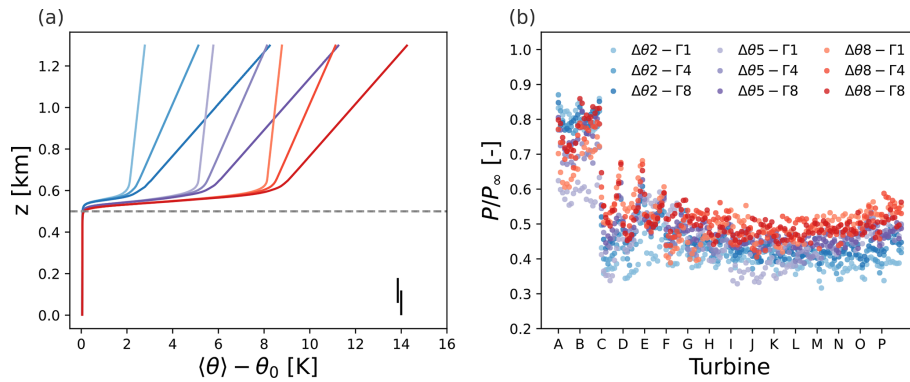 (a)
z [km]
1.2
1.0
0.8
0.6
0.4
0.2
0.0
0 2 4 6 8 10 12 14 16
⟨θ⟩ − θ₀ [K]
(b)
P/P∞ [-]
1.0
0.9
0.8
0.7
0.6
0.5
0.4
0.3
0.2
Δθ2 − Γ1 Δθ5 − Γ1 Δθ8 − Γ1
Δθ2 − Γ4 Δθ5 − Γ4 Δθ8 − Γ4
Δθ2 − Γ8 Δθ5 − Γ8 Δθ8 − Γ8
A B C D E F G H I J K L M N O P
Turbine